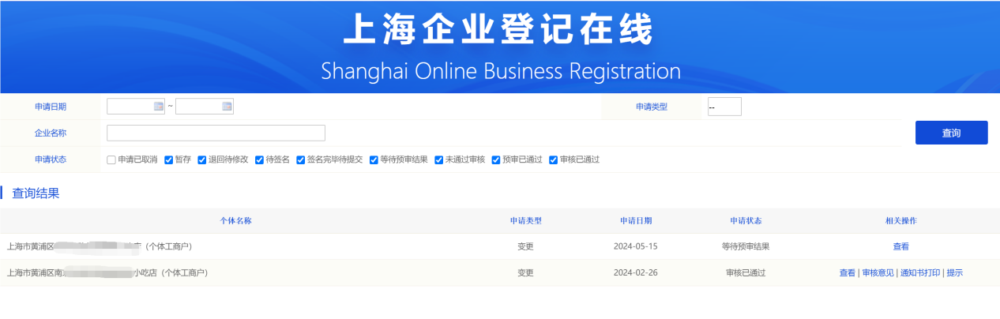 上海企业登记在线
Shanghai Online Business Registration
申请日期 ~ 申请类型 --
企业名称 查询
申请状态 申请已取消 暂存 退回待修改 待签名 签名完毕待提交 等待预审结果 未通过审核 预审已通过 审核已通过
查询结果
个体名称 申请类型 申请日期 申请状态 相关操作
上海市黄浦区 （个体工商户） 变更 2024-05-15 等待预审结果 查看
上海市黄浦区南 小吃店（个体工商户） 变更 2024-02-26 审核已通过 查看 | 审核意见 | 通知书打印 | 提示